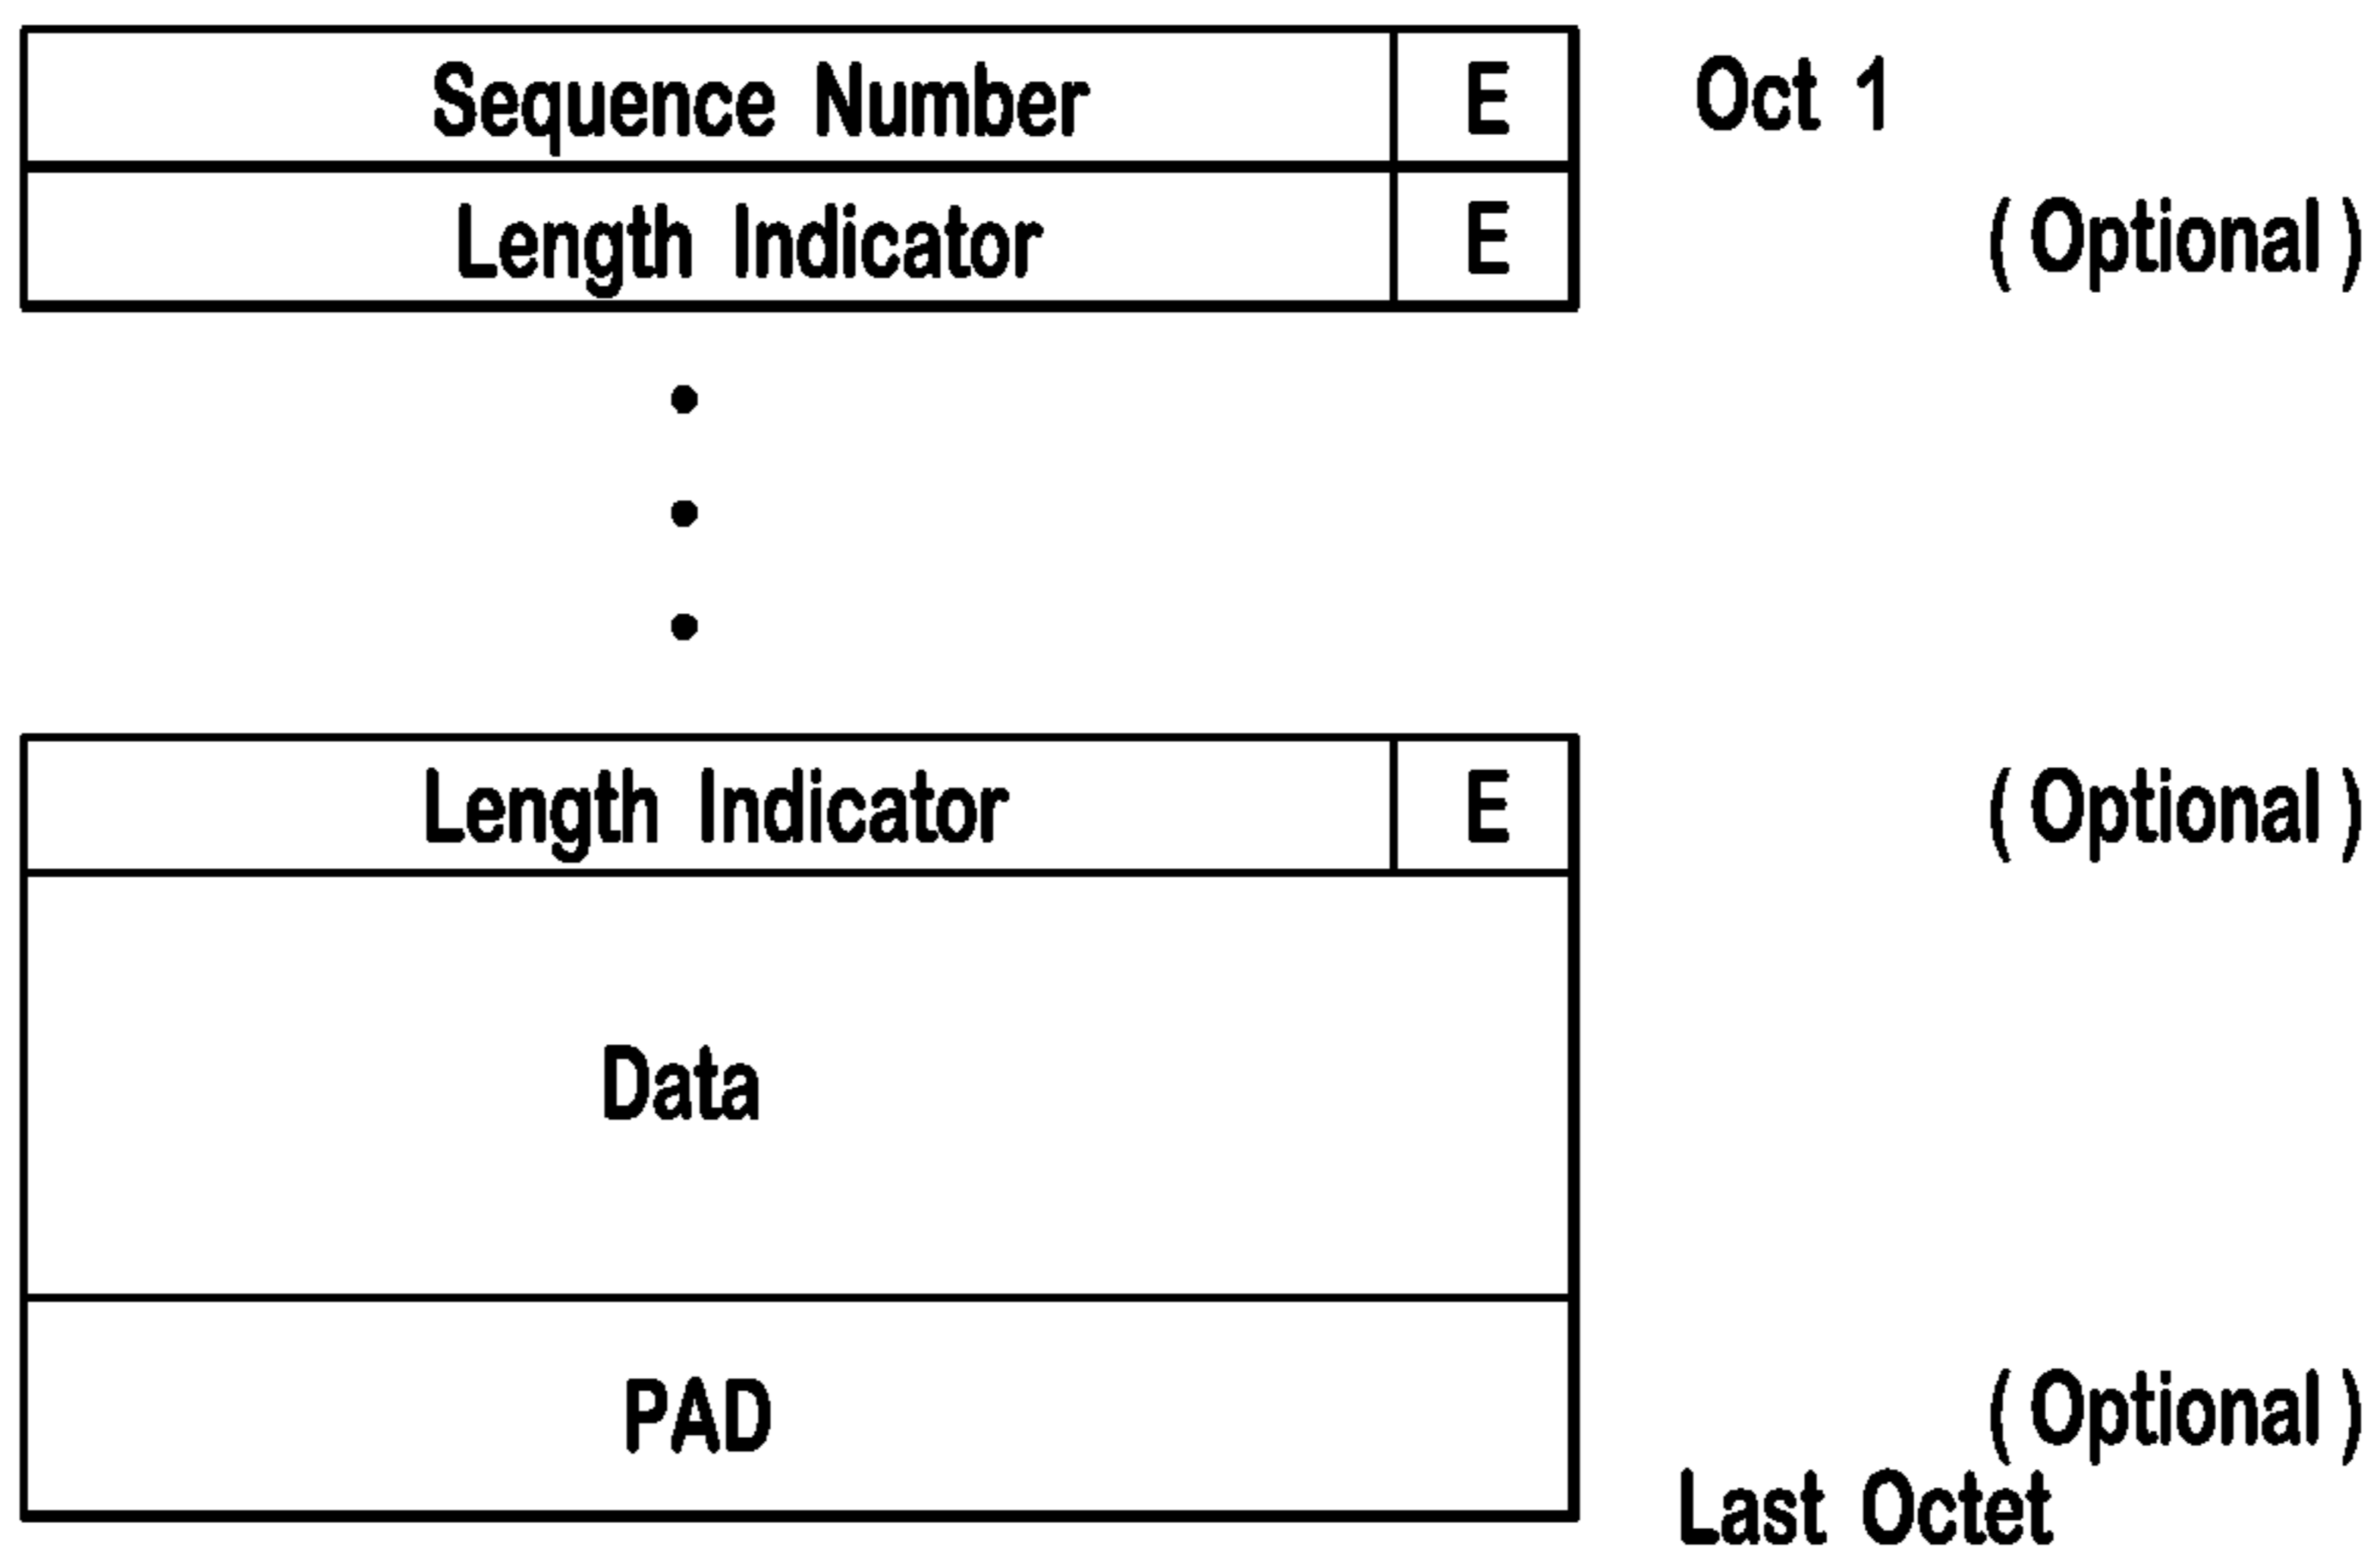 Sequence Number E Oct 1
Length Indicator E (Optional)
Length Indicator E (Optional)
Data
PAD (Optional)
Last Octet